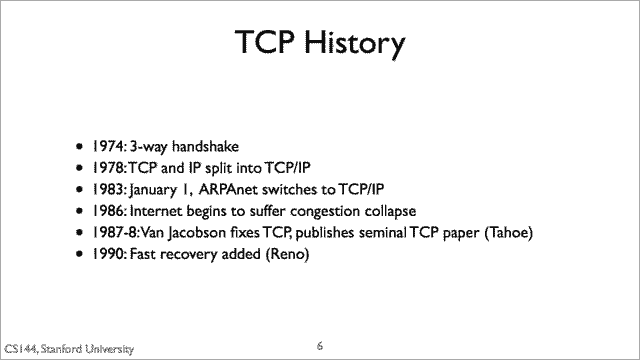 TCP History
• 1974: 3-way handshake
• 1978: TCP and IP split into TCP/IP
• 1983: January 1, ARPAnet switches to TCP/IP
• 1986: Internet begins to suffer congestion collapse
• 1987-8: Van Jacobson fixes TCP, publishes seminal TCP paper (Tahoe)
• 1990: Fast recovery added (Reno)
CS144, Stanford University
6